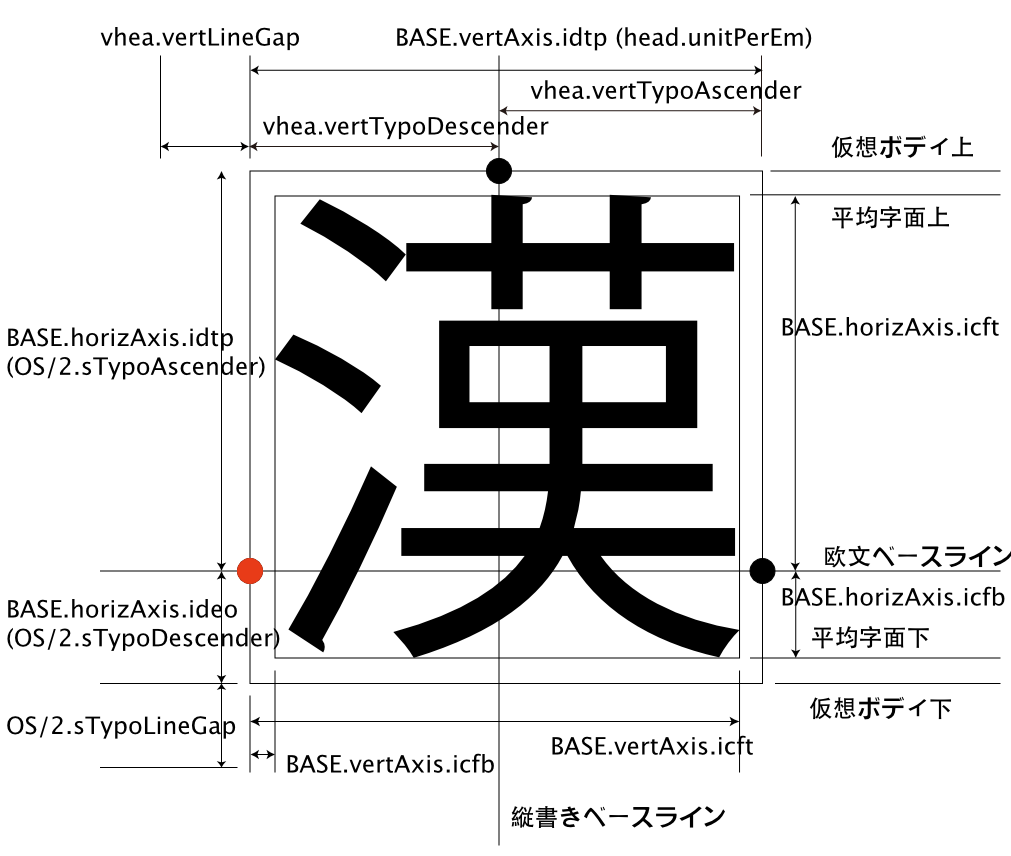 vhea.vertLineGap
BASE.vertAxis.idtp (head.unitPerEm)
vhea.vertTypoAscender
vhea.vertTypoDescender
仮想ボディ上
平均字面上
漢
BASE.horizAxis.idtp
(OS/2.sTypoAscender)
BASE.horizAxis.icft
欧文ベースライン
BASE.horizAxis.ideo
(OS/2.sTypoDescender)
BASE.horizAxis.icfb
平均字面下
仮想ボディ下
OS/2.sTypoLineGap
BASE.vertAxis.icft
BASE.vertAxis.icfb
縦書きベースライン